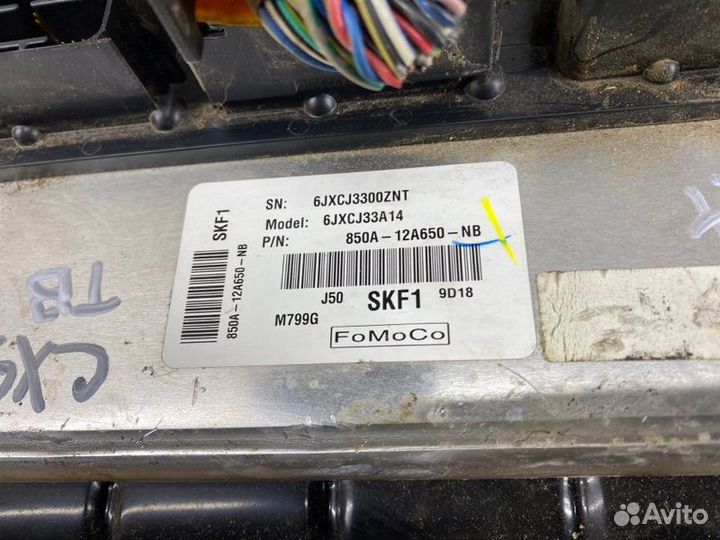 SN: 6JXCJ3300ZNT
Model: 6JXCJ33A14
P/N: 850A-12A650-NB
J50 SKF1 9D18
M799G
FoMoCo
SKF1
850A-12A650-NB
TB
Avito